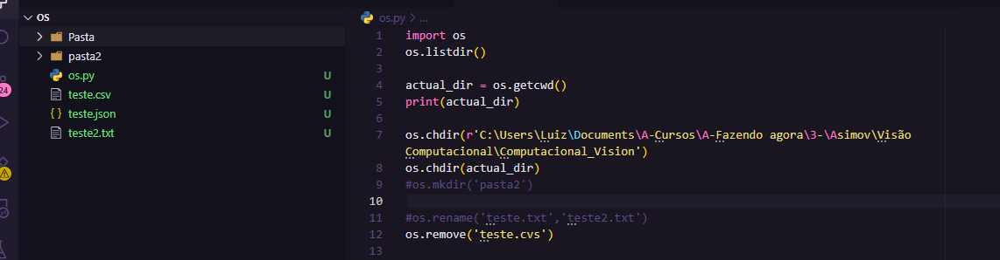 OS
Pasta
pasta2
os.py U
teste.csv U
teste.json U
teste2.txt U
24
os.py > ...
1 import os
2 os.listdir()
3
4 actual_dir = os.getcwd()
5 print(actual_dir)
6
7 os.chdir(r'C:\Users\Luiz\Documents\A-Cursos\A-Fazendo agora\3-\Asimov\Visão
Computacional\Computacional_Vision')
8 os.chdir(actual_dir)
9 #os.mkdir('pasta2')
10
11 #os.rename('teste.txt','teste2.txt')
12 os.remove('teste.cvs')
13